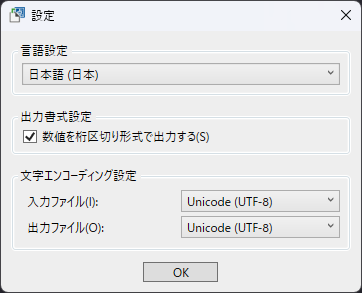 設定
言語設定
日本語 (日本)
出力書式設定
数値を桁区切り形式で出力する(S)
文字エンコーディング設定
入力ファイル(I):
Unicode (UTF-8)
出力ファイル(O):
Unicode (UTF-8)
OK